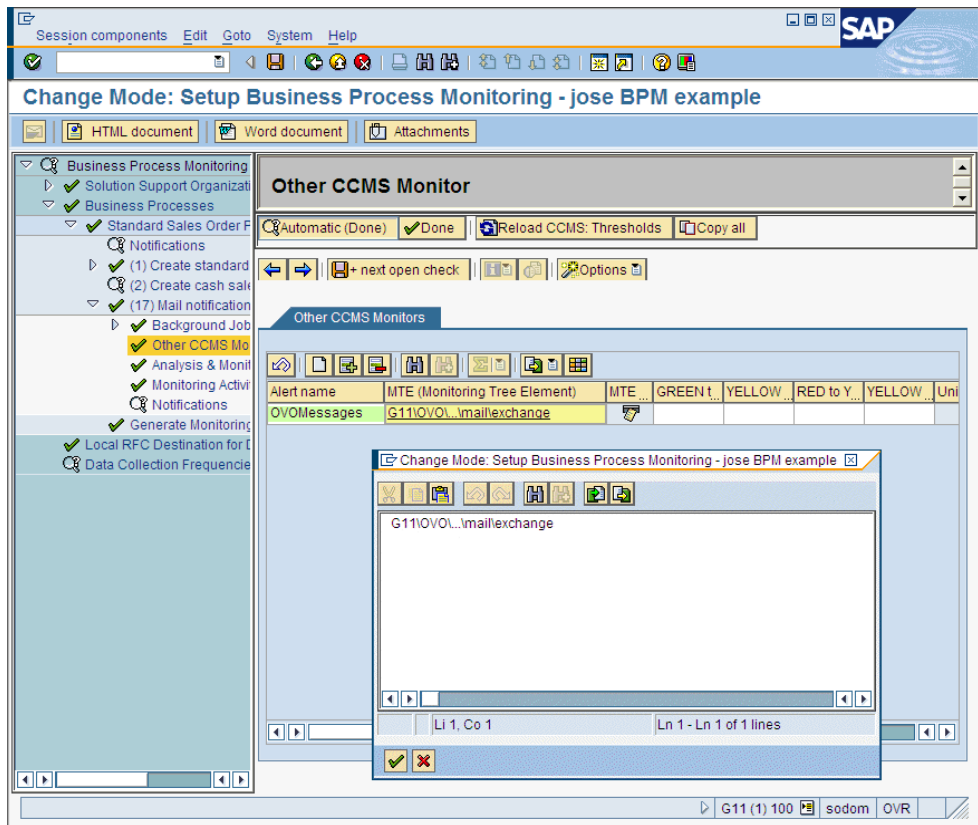 Session components Edit Goto System Help
SAP
Change Mode: Setup Business Process Monitoring - jose BPM example
HTML document Word document Attachments
Business Process Monitoring
Solution Support Organizati
Business Processes
Standard Sales Order F
Notifications
(1) Create standard
(2) Create cash sale
(17) Mail notification
Background Job
Other CCMS Mo
Analysis & Monit
Monitoring Activi
Notifications
Generate Monitoring
Local RFC Destination for D
Data Collection Frequencie
Other CCMS Monitor
Automatic (Done) Done Reload CCMS: Thresholds Copy all
+ next open check Options
Other CCMS Monitors
Alert name MTE (Monitoring Tree Element) MTE... GREEN t... YELLOW ... RED to Y... YELLOW ... Uni
OVOMessages G11\OVO\...\mail\exchange
Change Mode: Setup Business Process Monitoring - jose BPM example
G11\OVO\...\mail\exchange
Li 1, Co 1 Ln 1 - Ln 1 of 1 lines
G11 (1) 100 sodom OVR